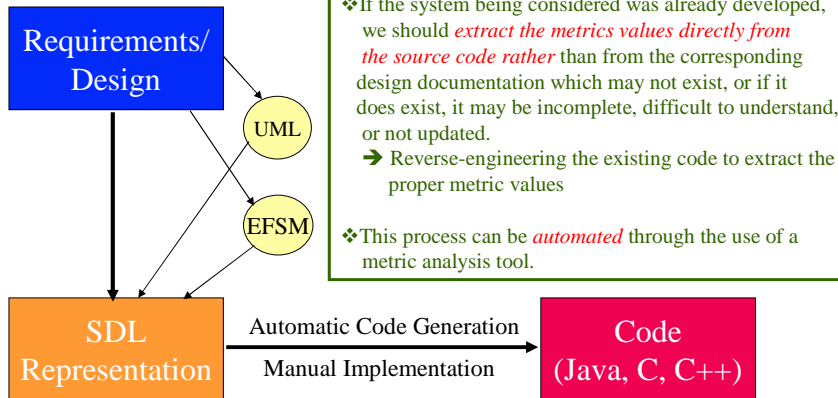 Requirements/
Design
❖If the system being considered was already developed,
we should extract the metrics values directly from
the source code rather than from the corresponding
design documentation which may not exist, or if it
does exist, it may be incomplete, difficult to understand,
or not updated.
➔ Reverse-engineering the existing code to extract the
proper metric values
❖This process can be automated through the use of a
metric analysis tool.
UML
EFSM
SDL
Representation
Automatic Code Generation
Manual Implementation
Code
(Java, C, C++)